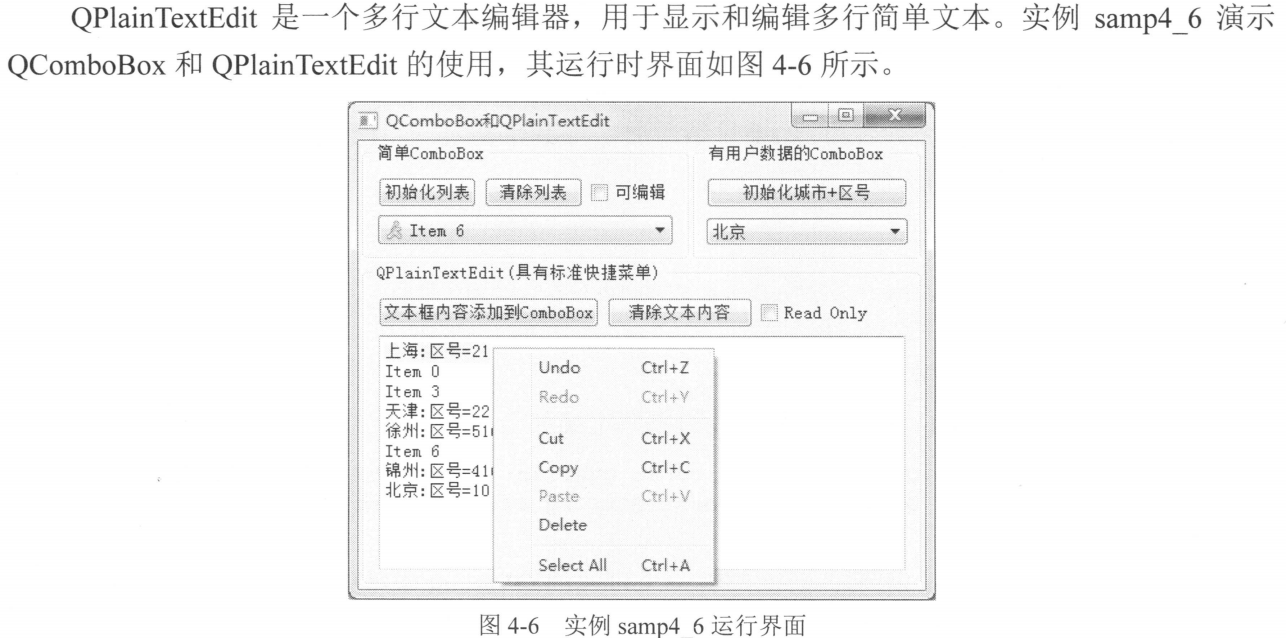 QPlainTextEdit 是一个多行文本编辑器，用于显示和编辑多行简单文本。实例 samp4_6 演示
QComboBox 和 QPlainTextEdit 的使用，其运行时界面如图 4-6 所示。
QComboBox和QPlainTextEdit
简单ComboBox
有用户数据的ComboBox
初始化列表 清除列表 可编辑
初始化城市+区号
Item 6
北京
QPlainTextEdit(具有标准快捷菜单)
文本框内容添加到ComboBox 清除文本内容 Read Only
上海:区号=21
Item 0
Item 3
天津:区号=22
徐州:区号=51
Item 6
锦州:区号=41
北京:区号=10
Undo Ctrl+Z
Redo Ctrl+Y
Cut Ctrl+X
Copy Ctrl+C
Paste Ctrl+V
Delete
Select All Ctrl+A
图 4-6 实例 samp4_6 运行界面